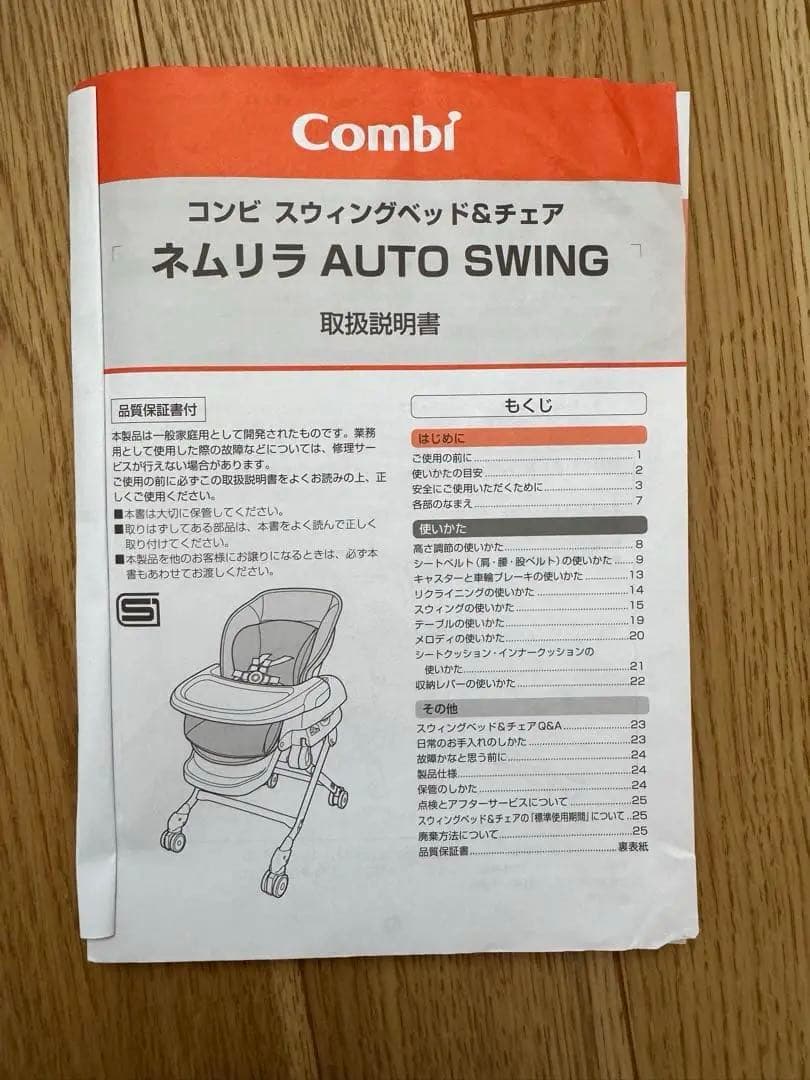 Combi
コンビ スウィングベッド&チェア
ネムリラ AUTO SWING
取扱説明書
品質保証書付
本製品は一般家庭用として開発されたものです。業務
用として使用した際の故障などについては、修理サー
ビスが行えない場合があります。
ご使用の前に必ずこの取扱説明書をよくお読みの上、正
しくご使用ください。
■本書は大切に保管してください。
■取りはずしてある部品は、本書をよく読んで正しく
取り付けてください。
■本製品を他のお客様にお譲りになるときは、必ず本
書もあわせてお渡しください。
もくじ
はじめに
ご使用の前に 1
使いかたの目安 2
安全にご使用いただくために 3
各部のなまえ 7
使いかた
高さ調節の使いかた 8
シートベルト(肩・腰・股ベルト)の使いかた 9
キャスターと車輪ブレーキの使いかた 13
リクライニングの使いかた 14
スウィングの使いかた 15
テーブルの使いかた 19
メロディの使いかた 20
シートクッション・インナークッションの
使いかた 21
収納レバーの使いかた 22
その他
スウィングベッド&チェア Q&A 23
日常のお手入れのしかた 23
故障かなと思う前に 24
製品仕様 24
保管のしかた 24
点検とアフターサービスについて 25
スウィングベッド&チェアの「標準使用期間」について 25
廃棄方法について 25
品質保証書 裏表紙